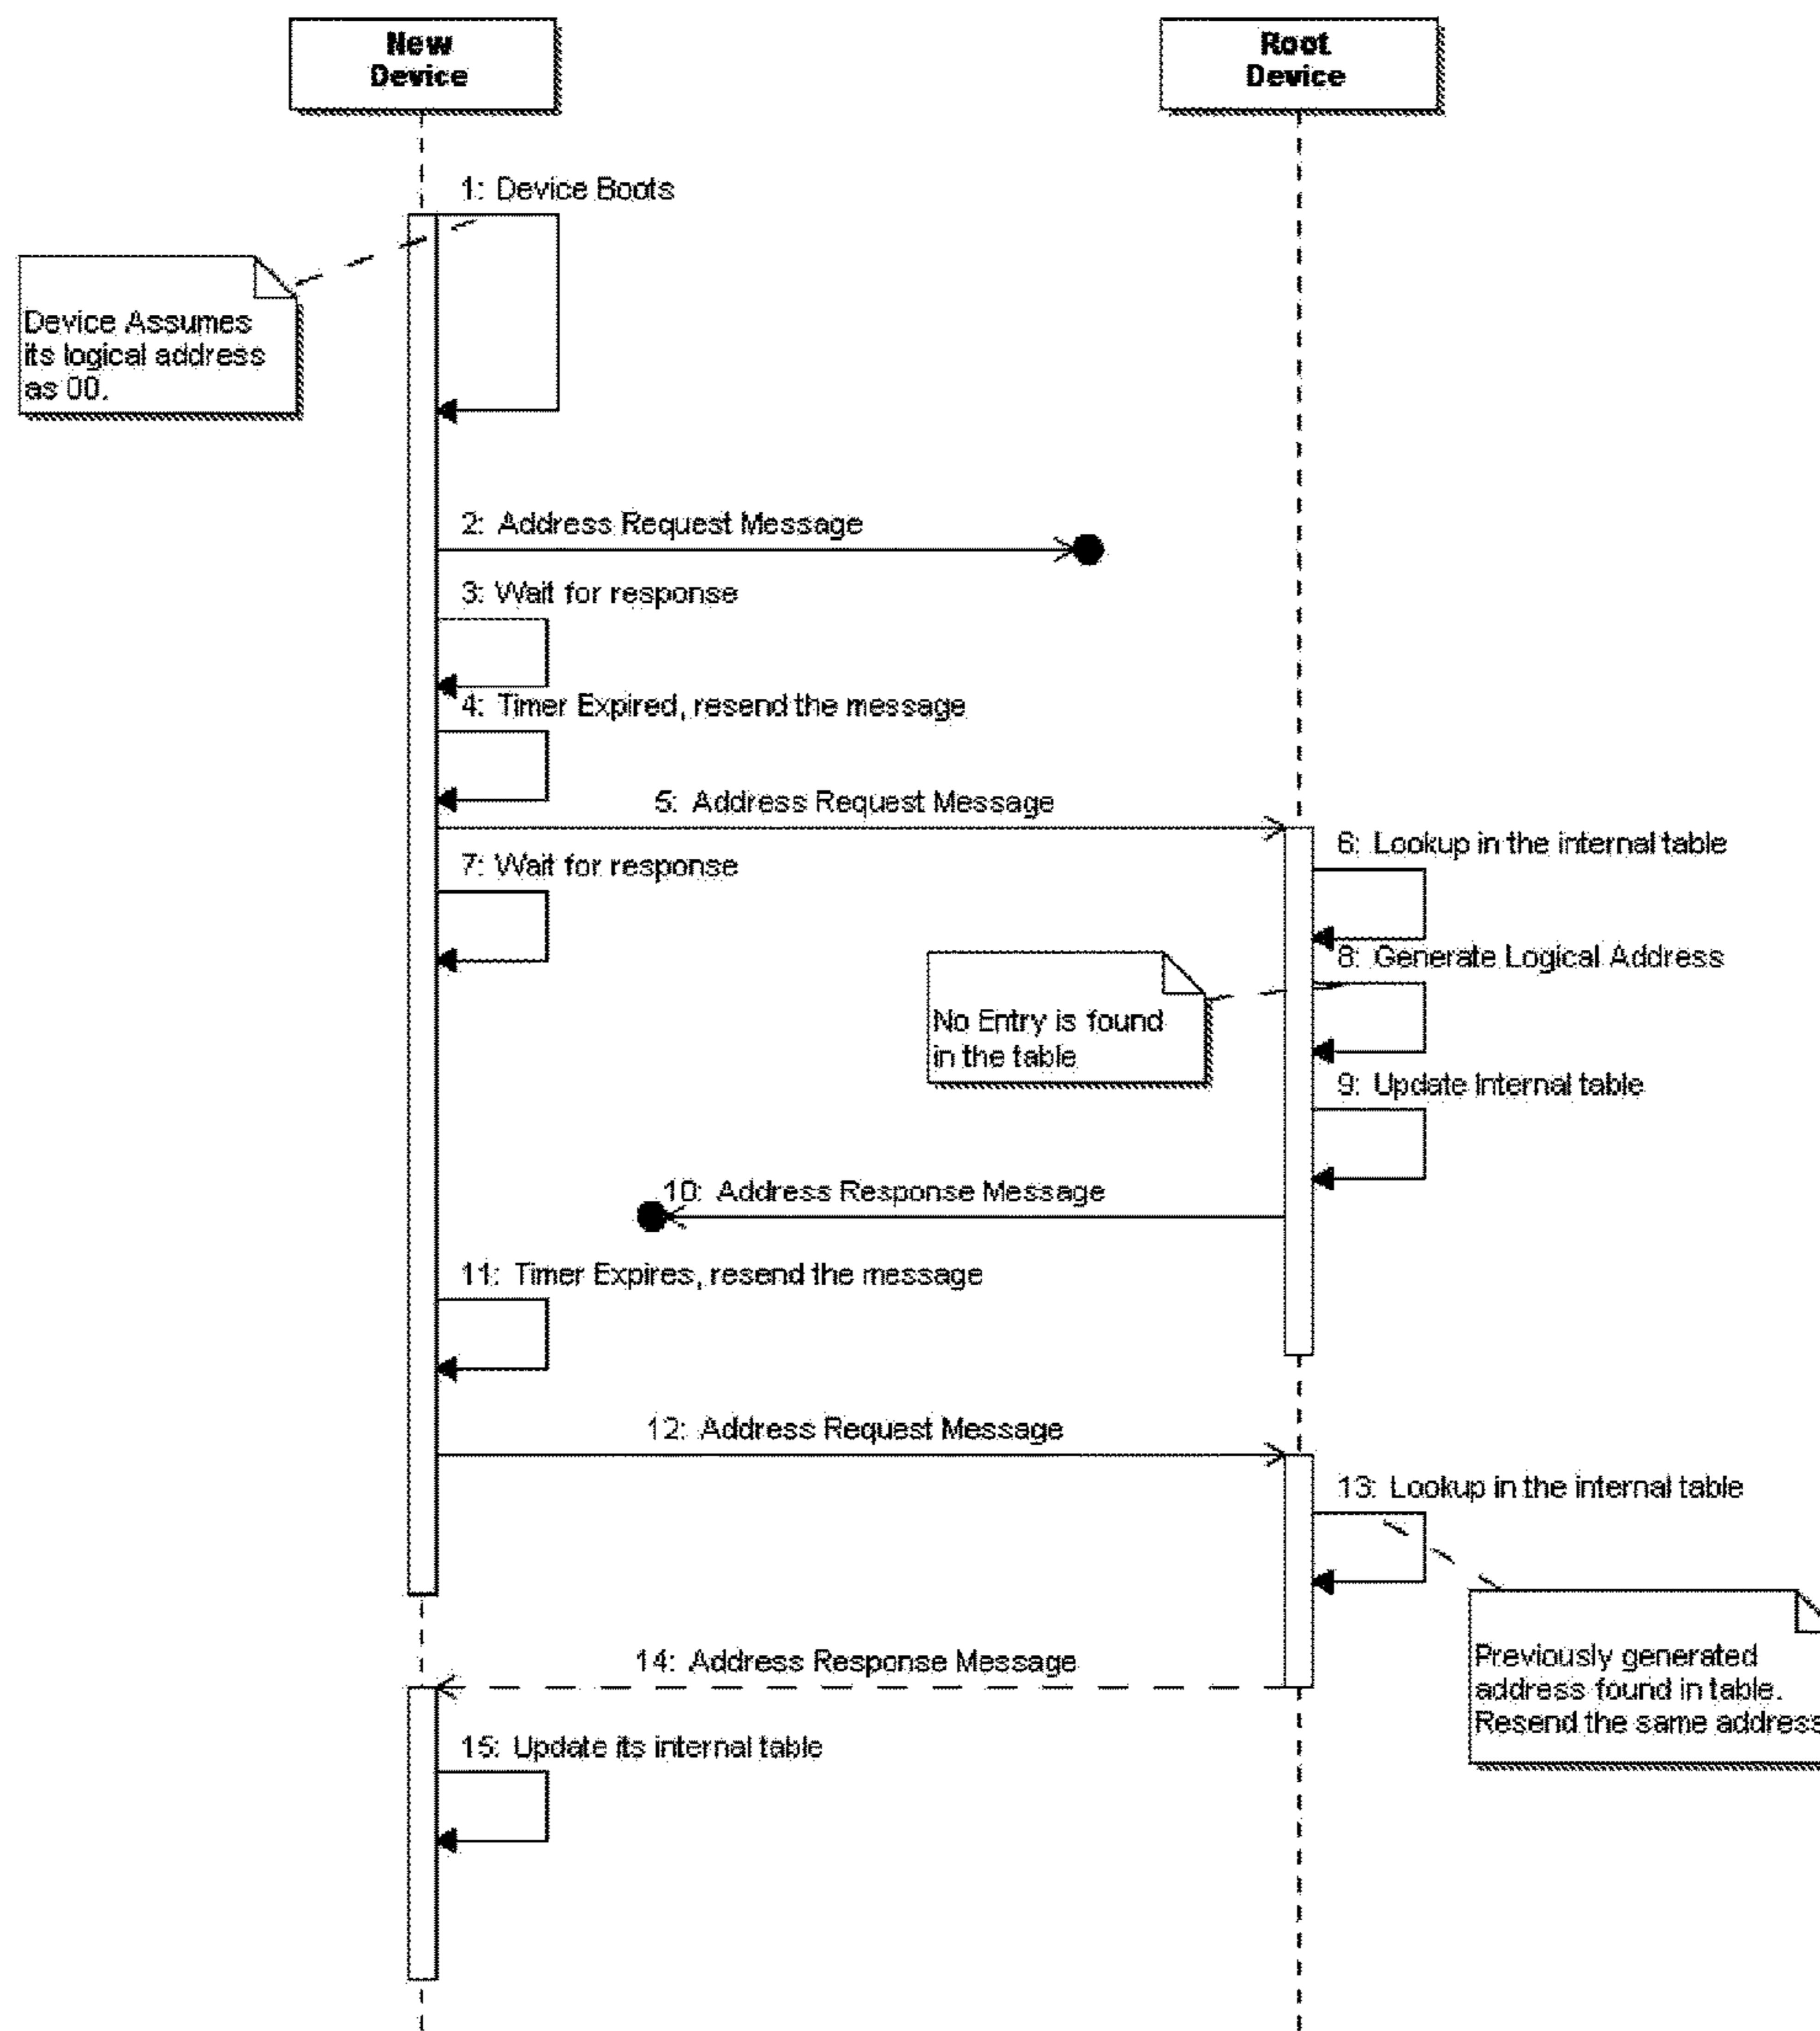 New
Device
Root
Device
1: Device Boots
Device Assumes
its logical address
as 00.
2: Address Request Message
3: Wait for response
4: Timer Expired, resend the message
5: Address Request Message
6: Lookup in the internal table
7: Wait for response
8: Generate Logical Address
No Entry is found
in the table
9: Update Internal table
10: Address Response Message
11: Timer Expires, resend the message
12: Address Request Message
13: Lookup in the internal table
Previously generated
address found in table.
Resend the same address
14: Address Response Message
15: Update its internal table